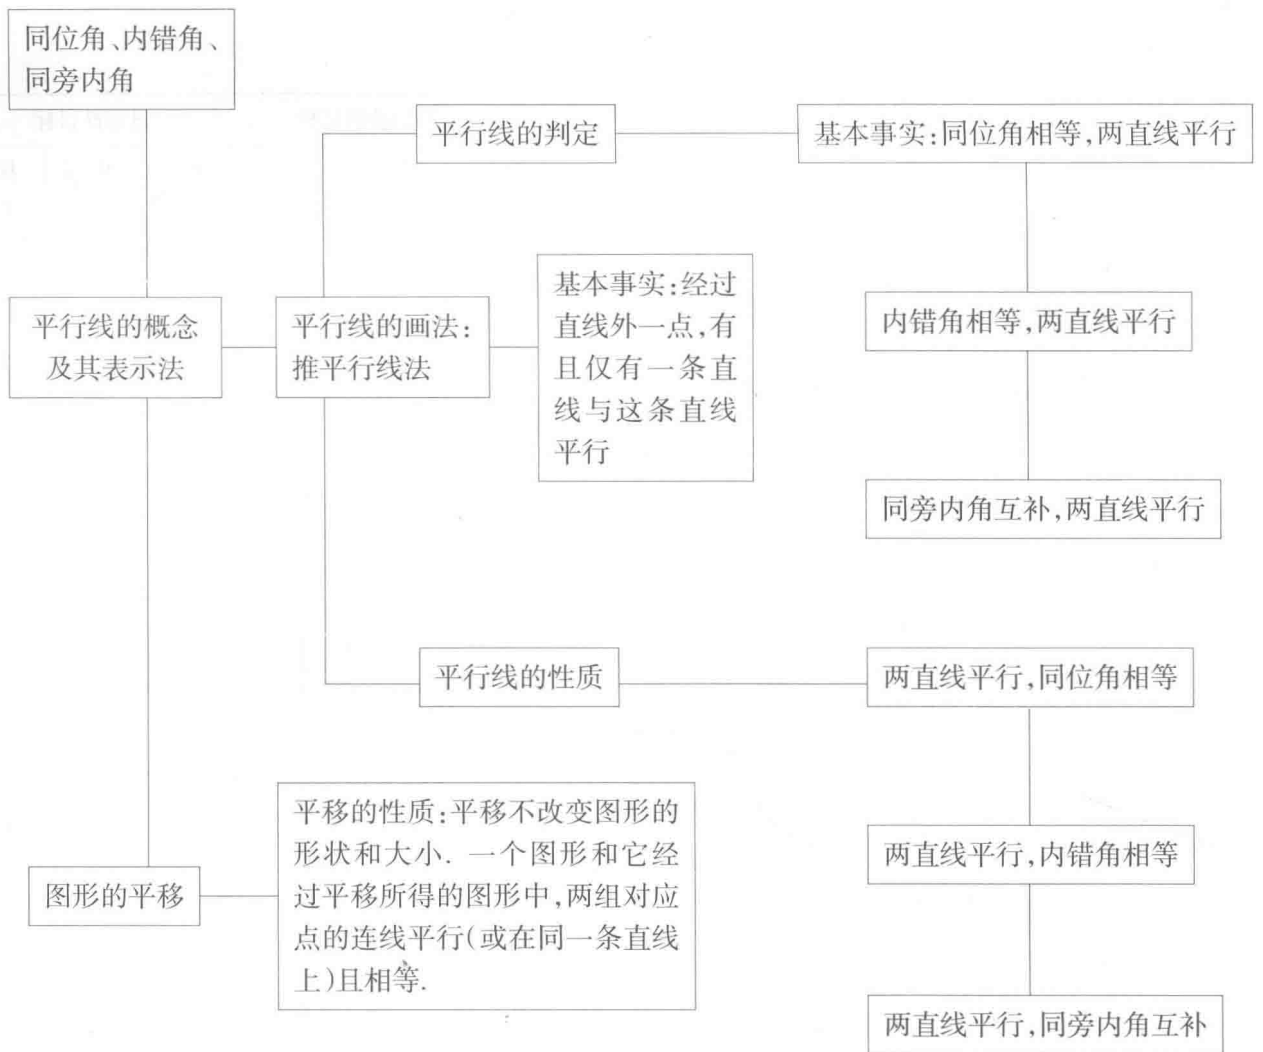 同位角、内错角、
同旁内角
平行线的判定
基本事实:同位角相等,两直线平行
平行线的概念
及其表示法
平行线的画法:
推平行线法
基本事实:经过
直线外一点,有
且仅有一条直
线与这条直线
平行
内错角相等,两直线平行
同旁内角互补,两直线平行
平行线的性质
两直线平行,同位角相等
图形的平移
平移的性质:平移不改变图形的
形状和大小. 一个图形和它经
过平移所得的图形中,两组对应
点的连线平行(或在同一条直线
上)且相等.
两直线平行,内错角相等
两直线平行,同旁内角互补